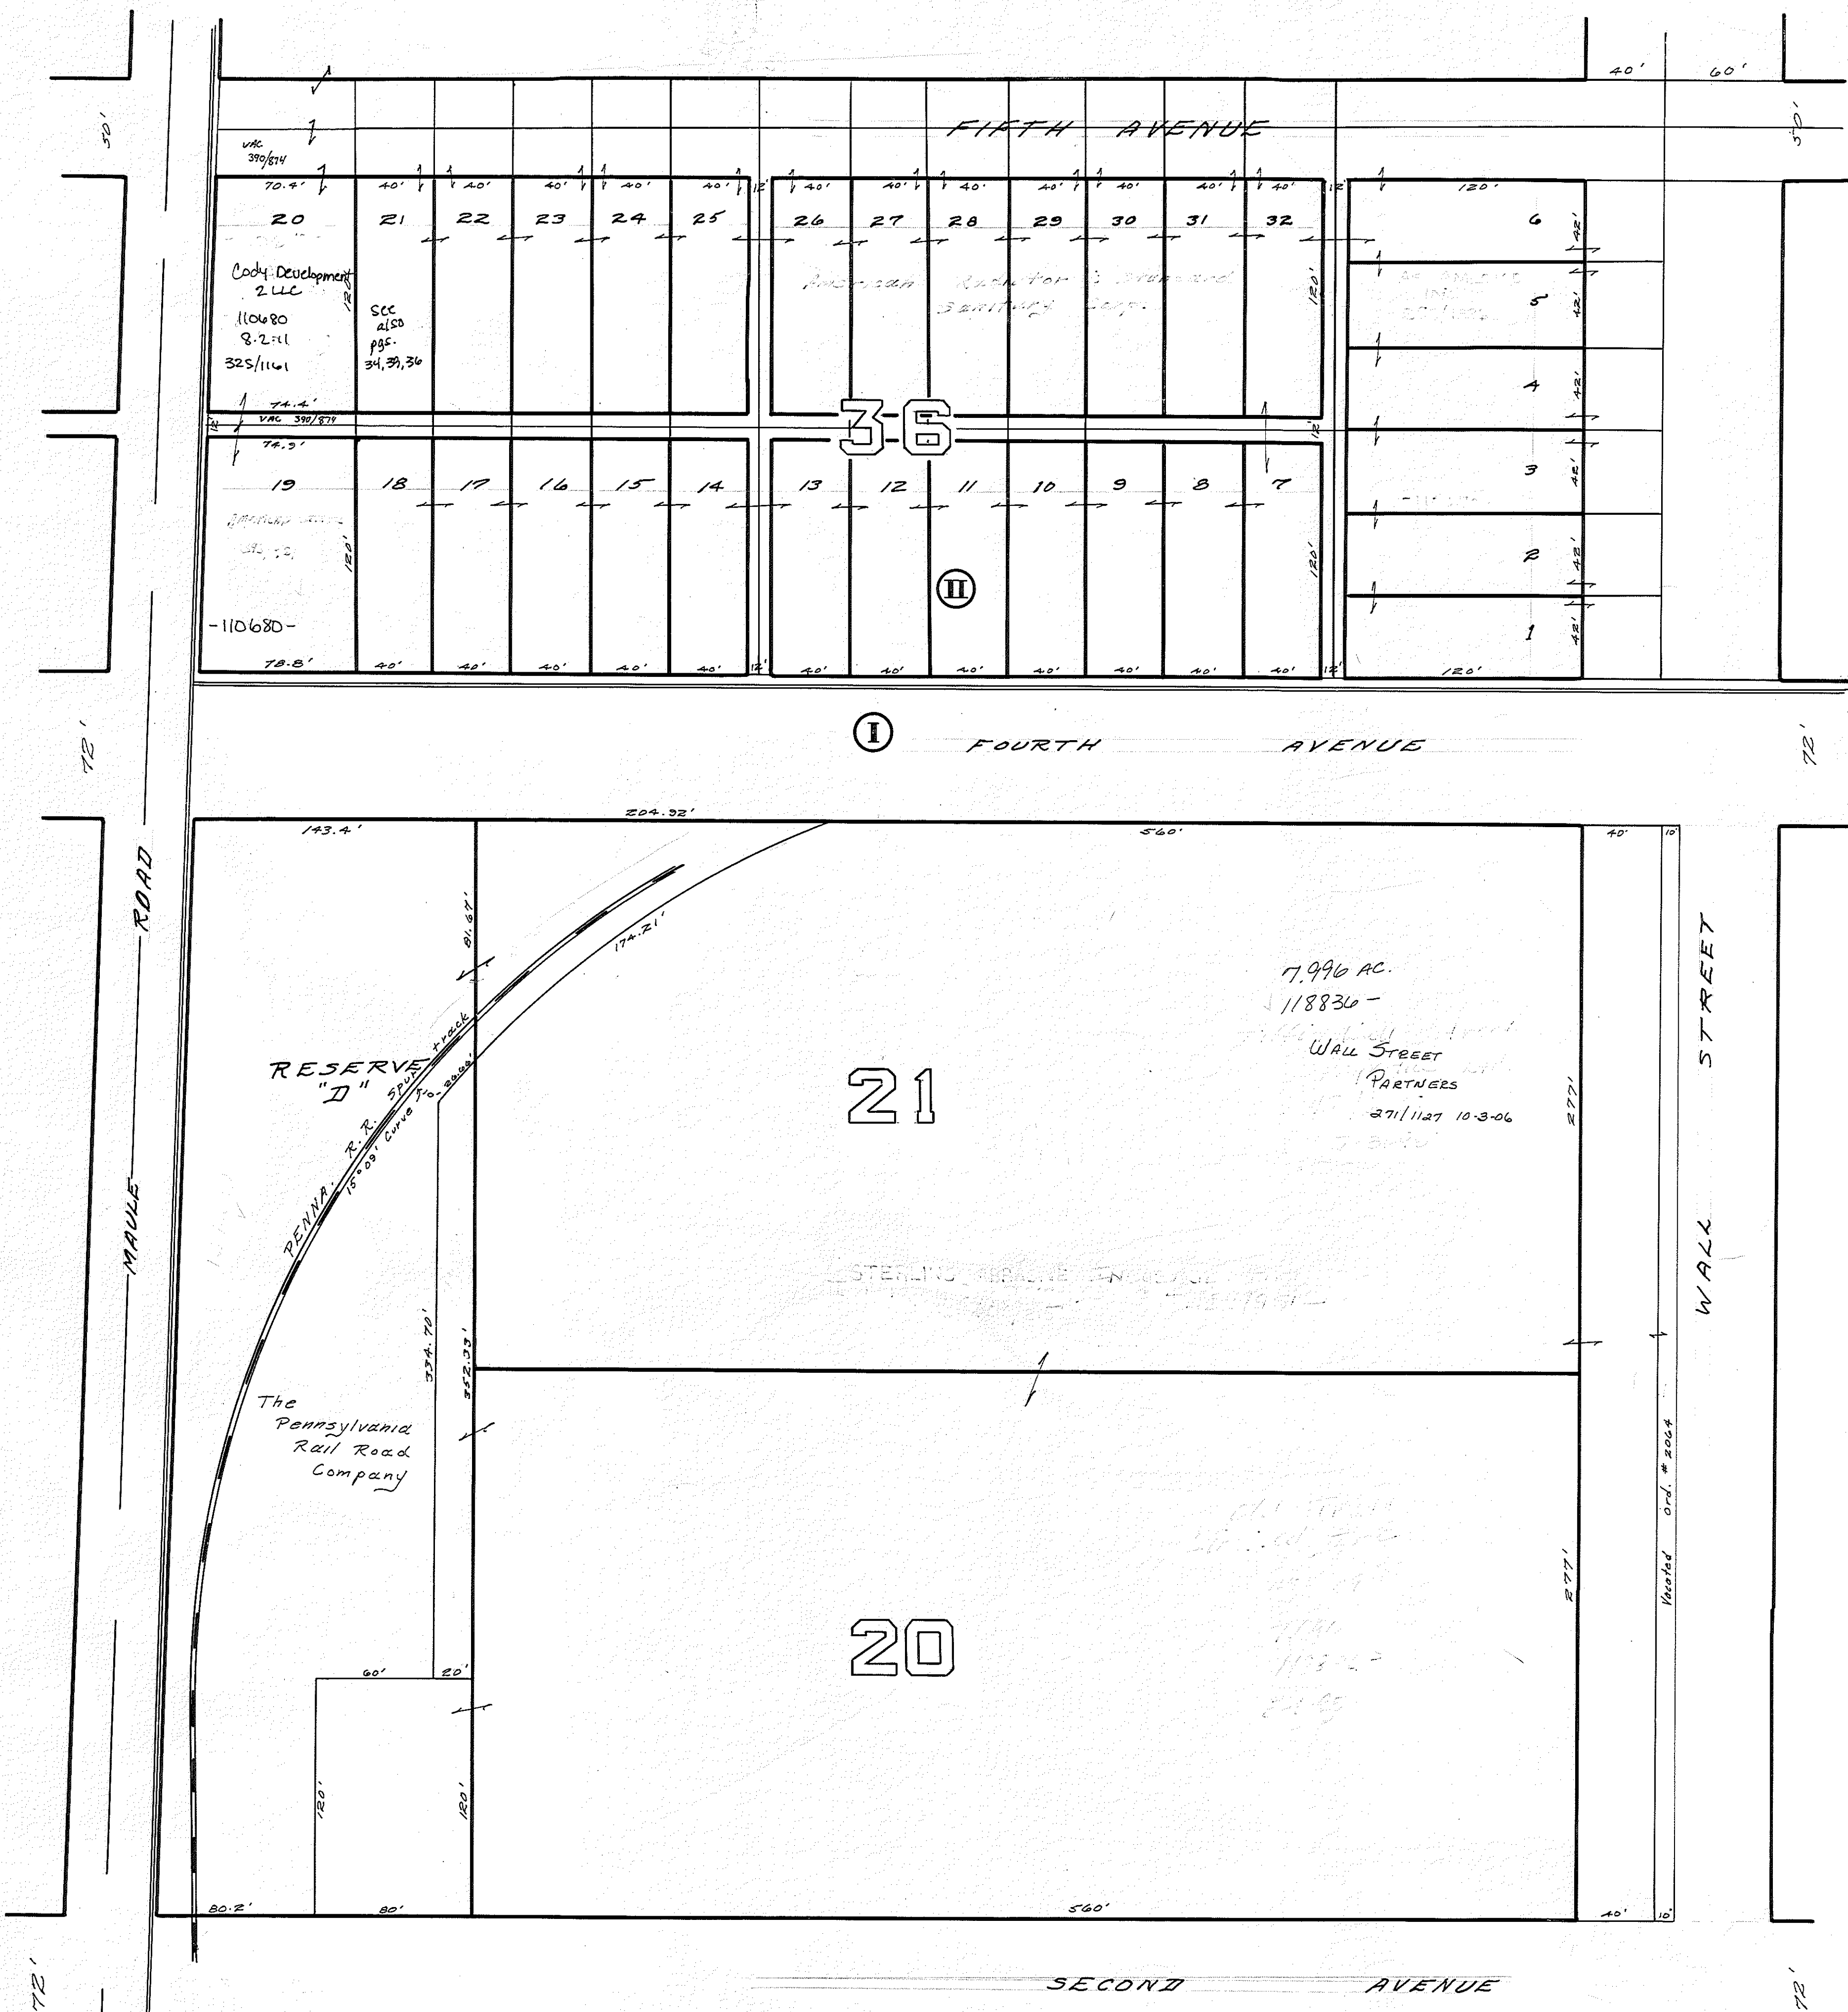 40' 60'
50'
50'
FIFTH AVENUE
VAC
390/874
70.4' 40' 40' 40' 40' 40' 12' 40' 40' 40' 40' 40' 40' 40' 12' 120'
20 21 22 23 24 25 26 27 28 29 30 31 32 6
42'
Cody Development
2 LLC
110680
8-2-11
325/1161
120'
see
also
pgs.
34,39,36
120'
5
42'
4
42'
74.4'
VAC 390/874
12'
36
12'
74.9'
19 18 17 16 15 14 13 12 11 10 9 8 7
3
42'
120'
120'
2
42'
II
-110680-
1
42'
78.8' 40' 40' 40' 40' 40' 12' 40' 40' 40' 40' 40' 40' 40' 12' 120'
72'
I
FOURTH AVENUE
72'
143.4'
204.92'
560'
40' 10'
MAULE ROAD
81.67'
174.21'
7.996 AC.
118836-
WALL STREET
PARTNERS
271/1127 10-3-06
WALL STREET
RESERVE
"D"
PENNA. R. R. Spur track
15°09' Curve
21
277'
334.70'
352.33'
The
Pennsylvania
Rail Road
Company
Vacated Ord. # 2064
277'
20
60' 20'
120'
120'
80.2' 80' 560' 40' 10'
72'
SECOND AVENUE
72'